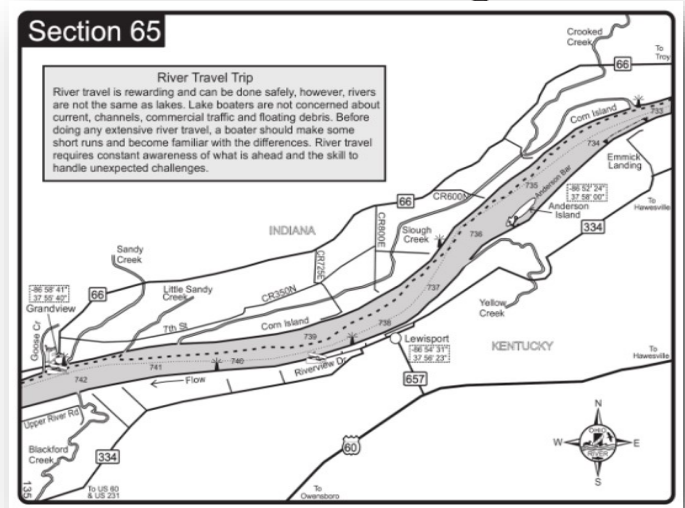 Section 65
River Travel Trip
River travel is rewarding and can be done safely, however, rivers
are not the same as lakes. Lake boaters are not concerned about
current, channels, commercial traffic and floating debris. Before
doing any extensive river travel, a boater should make some
short runs and become familiar with the differences. River travel
requires constant awareness of what is ahead and the skill to
handle unexpected challenges.
Crooked
Creek
To
Troy
66
Corn Island
733
734
Emmick
Landing
735
Anderson Bar
-86 52' 24"
37 58' 00"
Anderson
Island
To
Hawesville
334
CR600N
66
CR800E
Slough
Creek
736
INDIANA
Sandy
Creek
CR725E
737
Yellow
Creek
-86 58' 41"
37 55' 40"
Grandview
66
Little Sandy
Creek
CR350N
7th St
Corn Island
738
739
Goose Cr
Lewisport
-86 54' 31"
37 56' 23"
KENTUCKY
To
Hawesville
742
741
740
Flow
Riverview Dr
657
Upper River Rd
Blackford
Creek
334
60
N
W
E
S
OHIO
RIVER
135
To US 60
& US 231
To
Owensboro